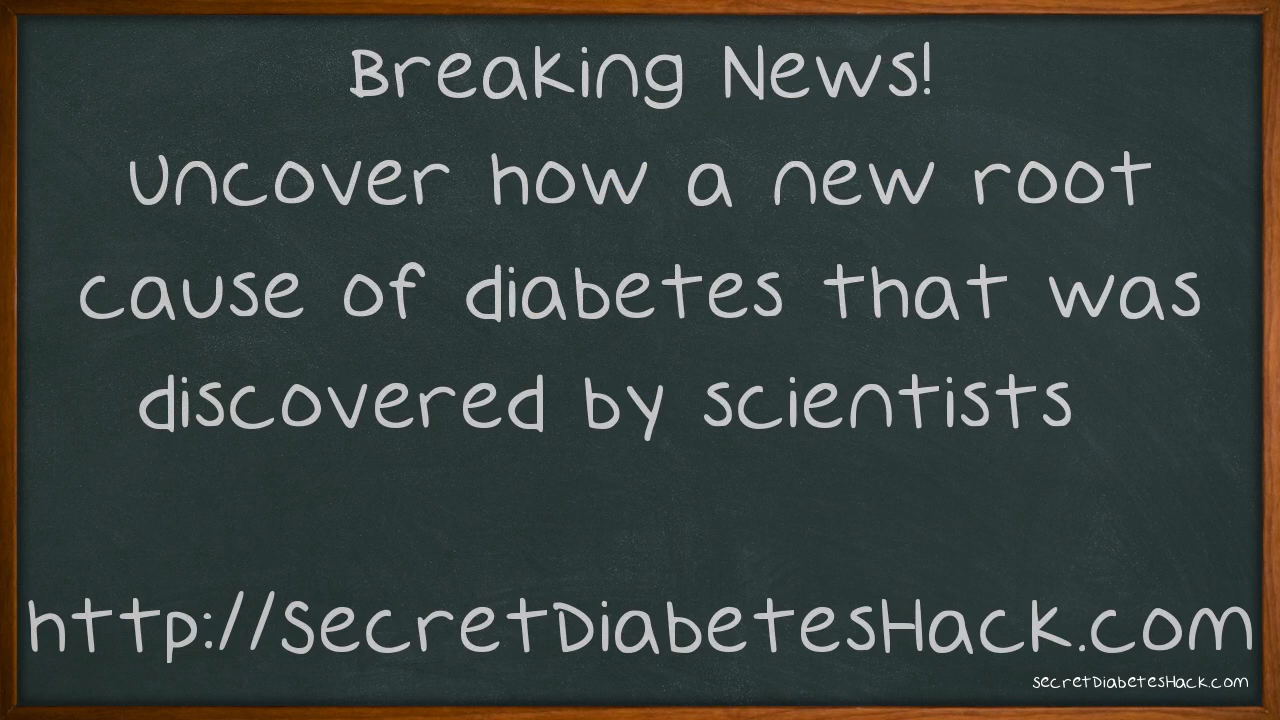 Breaking News!
Uncover how a new root
cause of diabetes that was
discovered by scientists
http://SecretDiabetesHack.com
secretDiabetesHack.com